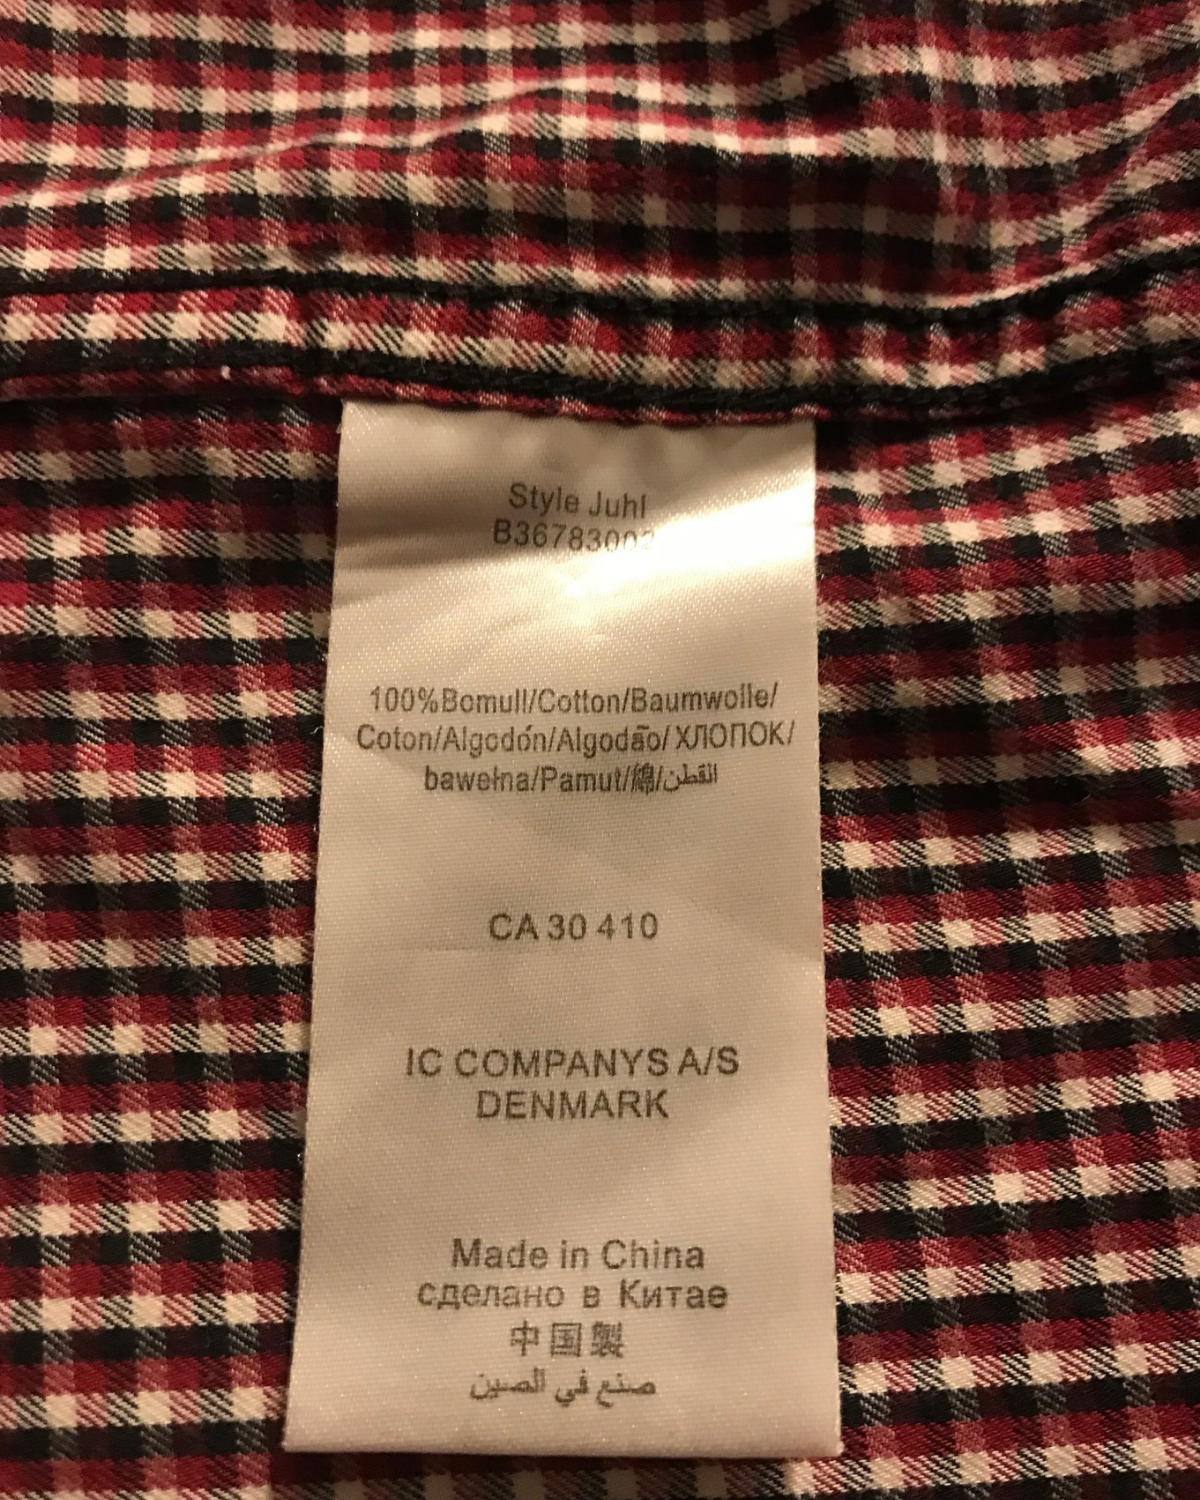 Style Juhl
B36783002
100%Bomull/Cotton/Baumwolle/
Coton/Algodón/Algodão/ХЛОПОК/
bawełna/Pamut/綿/القطن
CA 30 410
IC COMPANYS A/S
DENMARK
Made in China
сделано в Китае
中国製
صنع في الصين